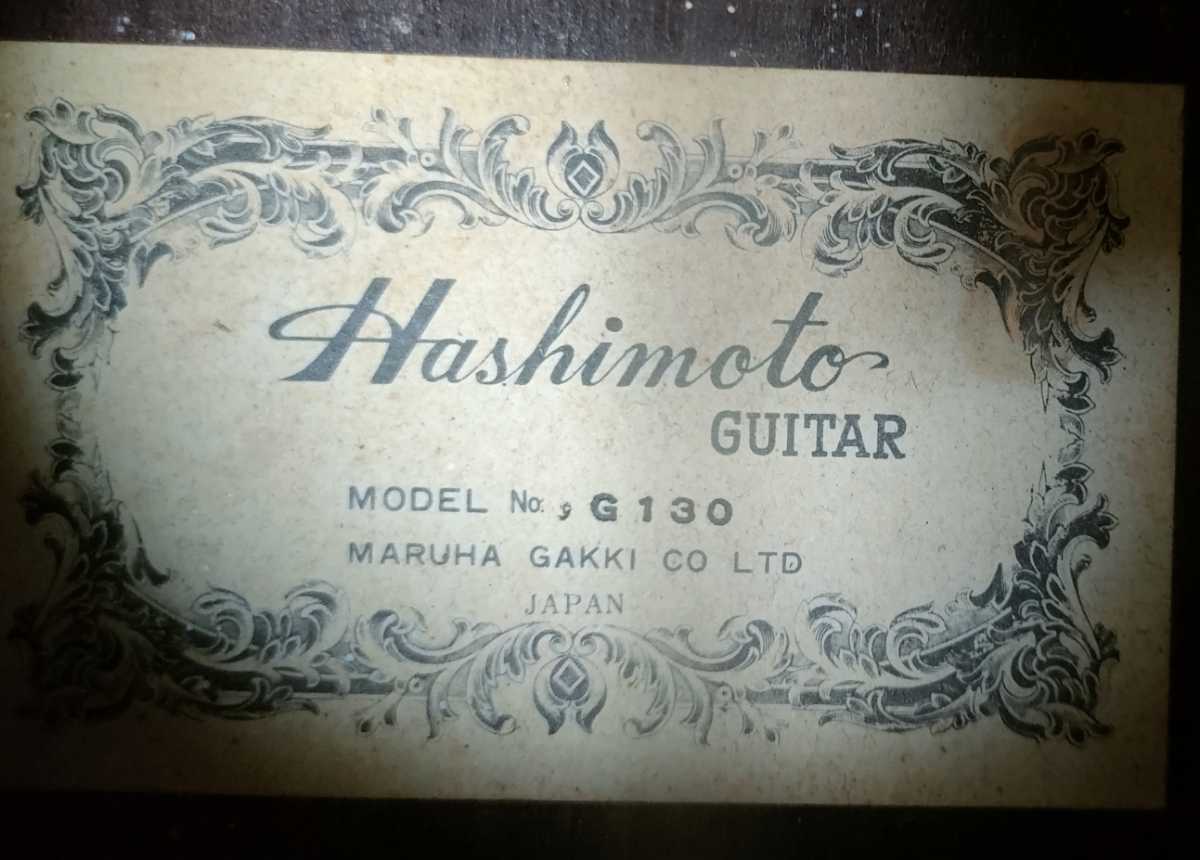 Hashimoto
GUITAR
MODEL No. , G130
MARUHA GAKKI CO LTD
JAPAN